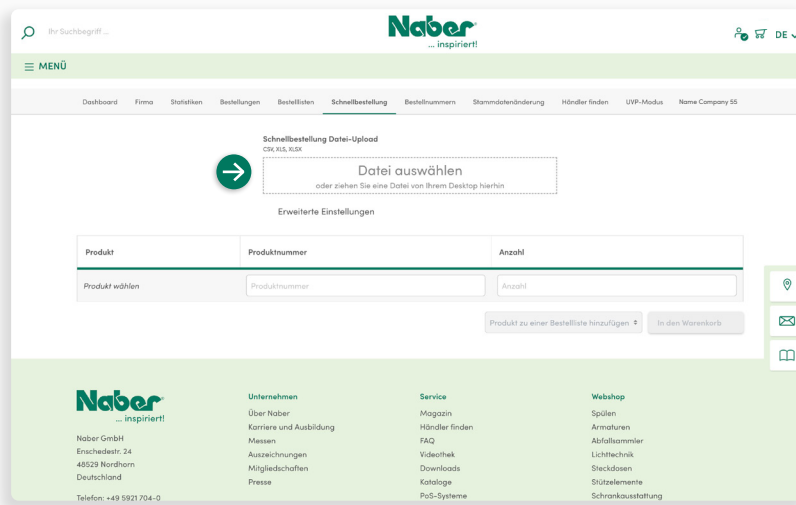 Ihr Suchbegriff ...
Naber
... inspiriert!
DE
MENÜ
Dashboard Firma Statistiken Bestellungen Bestelllisten Schnellbestellung Bestellnummern Stammdatenänderung Händler finden UVP-Modus Name Company 55
Schnellbestellung Datei-Upload
CSV, XLS, XLSX
Datei auswählen
oder ziehen Sie eine Datei von Ihrem Desktop hierhin
Erweiterte Einstellungen
Produkt Produktnummer Anzahl
Produkt wählen Produktnummer Anzahl
Produkt zu einer Bestellliste hinzufügen In den Warenkorb
Naber
... inspiriert!
Naber GmbH
Enschedestr. 24
48529 Nordhorn
Deutschland
Telefon: +49 5921 704-0
Unternehmen
Über Naber
Karriere und Ausbildung
Messen
Auszeichnungen
Mitgliedschaften
Presse
Service
Magazin
Händler finden
FAQ
Videothek
Downloads
Kataloge
PoS-Systeme
Webshop
Spülen
Armaturen
Abfallsammler
Lichttechnik
Steckdosen
Stützelemente
Schrankausstattung